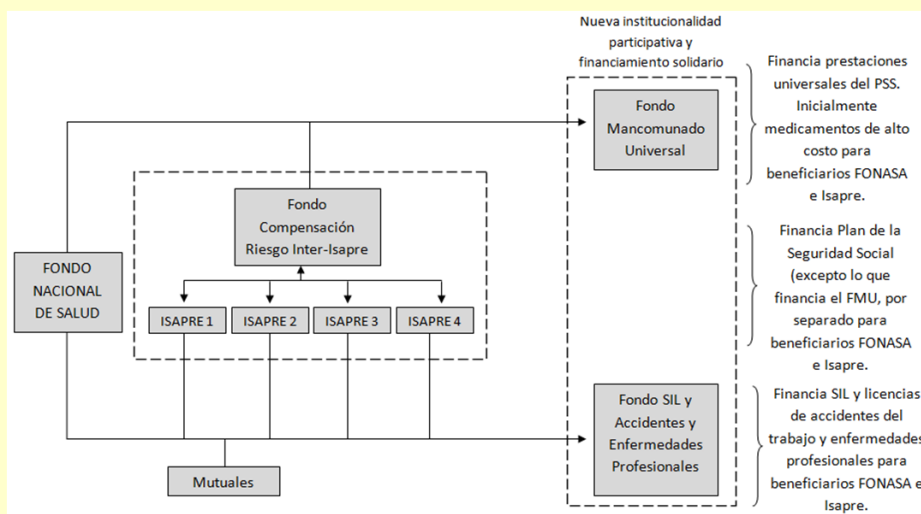 Nueva institucionalidad
participativa y
financiamiento solidario
Fondo
Mancomunado
Universal
Financia prestaciones
universales del PSS.
Inicialmente
medicamentos de alto
costo para
beneficiarios FONASA
e Isapre.
Fondo
Compensación
Riesgo Inter-Isapre
FONDO
NACIONAL
DE SALUD
ISAPRE 1
ISAPRE 2
ISAPRE 3
ISAPRE 4
Financia Plan de la
Seguridad Social
(excepto lo que
financia el FMU, por
separado para
beneficiarios FONASA
e Isapre.
Fondo SIL y
Accidentes y
Enfermedades
Profesionales
Mutuales
Financia SIL y licencias
de accidentes del
trabajo y enfermedades
profesionales para
beneficiarios FONASA e
Isapre.